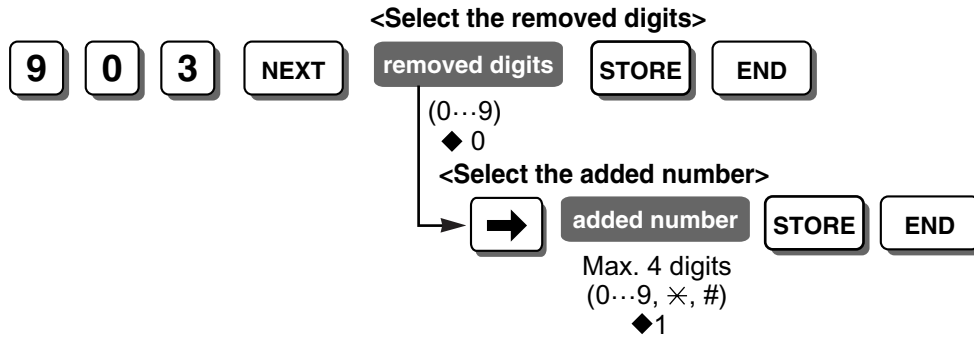 <Select the removed digits>
9 0 3 NEXT removed digits STORE END
(0···9)
◆ 0
<Select the added number>
➡ added number STORE END
Max. 4 digits
(0···9, ✳, #)
◆1